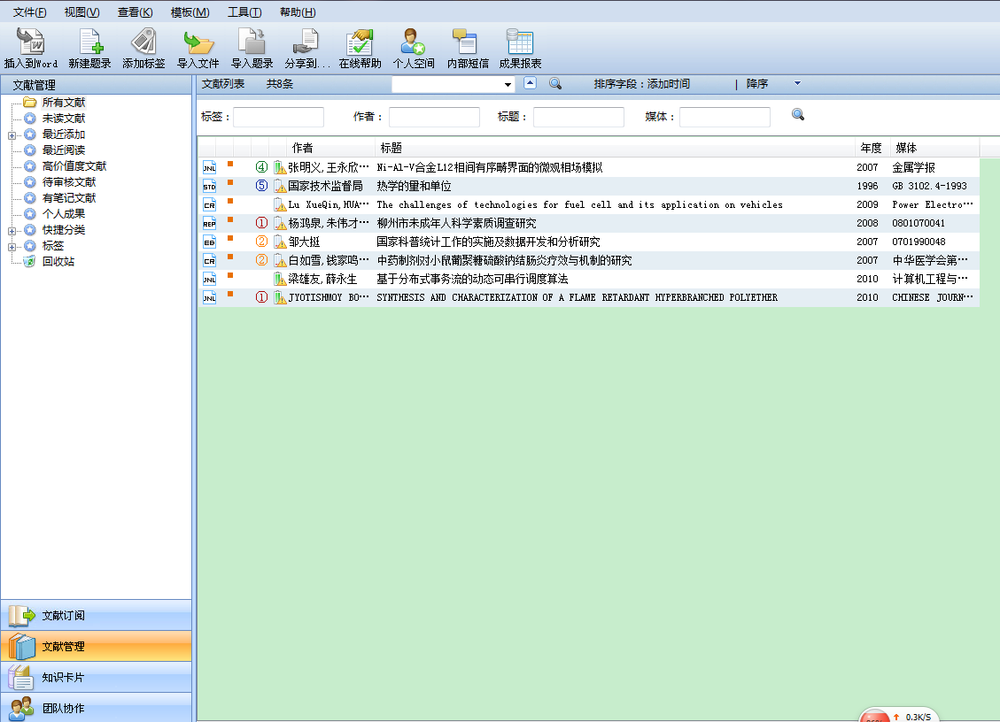 文件(F) 视图(V) 查看(K) 模板(M) 工具(T) 帮助(H)
插入到Word 新建题录 添加标签 导入文件 导入题录 分享到... 在线帮助 个人空间 内部短信 成果报表
文献管理
文献列表 共8条 排序字段：添加时间 | 降序
所有文献
未读文献
最近添加
最近阅读
高价值度文献
待审核文献
有笔记文献
个人成果
快捷分类
标签
回收站
标签： 作者： 标题： 媒体：
作者 标题 年度 媒体
JNL ④ 张明义,王永欣… Ni-Al-V合金L12相间有序畴界面的微观相场模拟 2007 金属学报
STD ⑤ 国家技术监督局 热学的量和单位 1996 GB 3102.4-1993
CR Lu XueQin,HUA… The challenges of technologies for fuel cell and its application on vehicles 2009 Power Electro…
REP ① 杨鸿泉,朱伟才… 柳州市未成年人科学素质调查研究 2008 0801070041
EB ② 邹大挺 国家科普统计工作的实施及数据开发和分析研究 2007 0701990048
CR ② 白如雪,钱家鸣… 中药制剂对小鼠葡聚糖硫酸钠结肠炎疗效与机制的研究 2007 中华医学会第…
JNL 梁雄友,薛永生 基于分布式事务流的动态可串行调度算法 2010 计算机工程与…
JNL ① JYOTISHMOY BO… SYNTHESIS AND CHARACTERIZATION OF A FLAME RETARDANT HYPERBRANCHED POLYETHER 2010 CHINESE JOURN…
文献订阅
文献管理
知识卡片
团队协作
0.3K/S